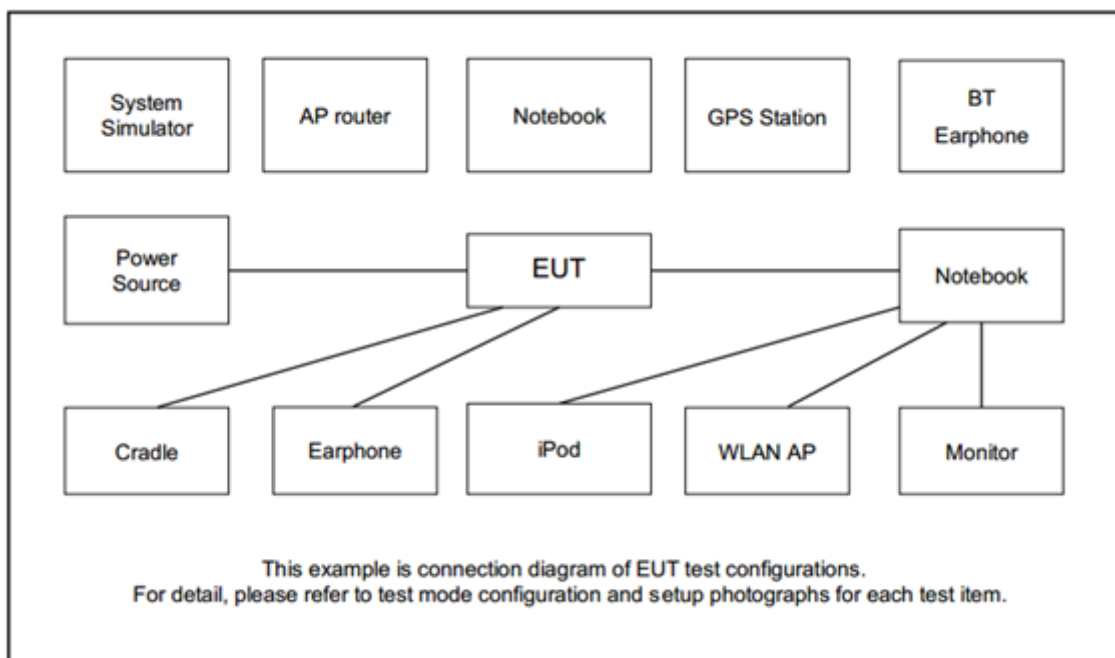 System
Simulator
AP router
Notebook
GPS Station
BT
Earphone
Power
Source
EUT
Notebook
Cradle
Earphone
iPod
WLAN AP
Monitor
This example is connection diagram of EUT test configurations.
For detail, please refer to test mode configuration and setup photographs for each test item.